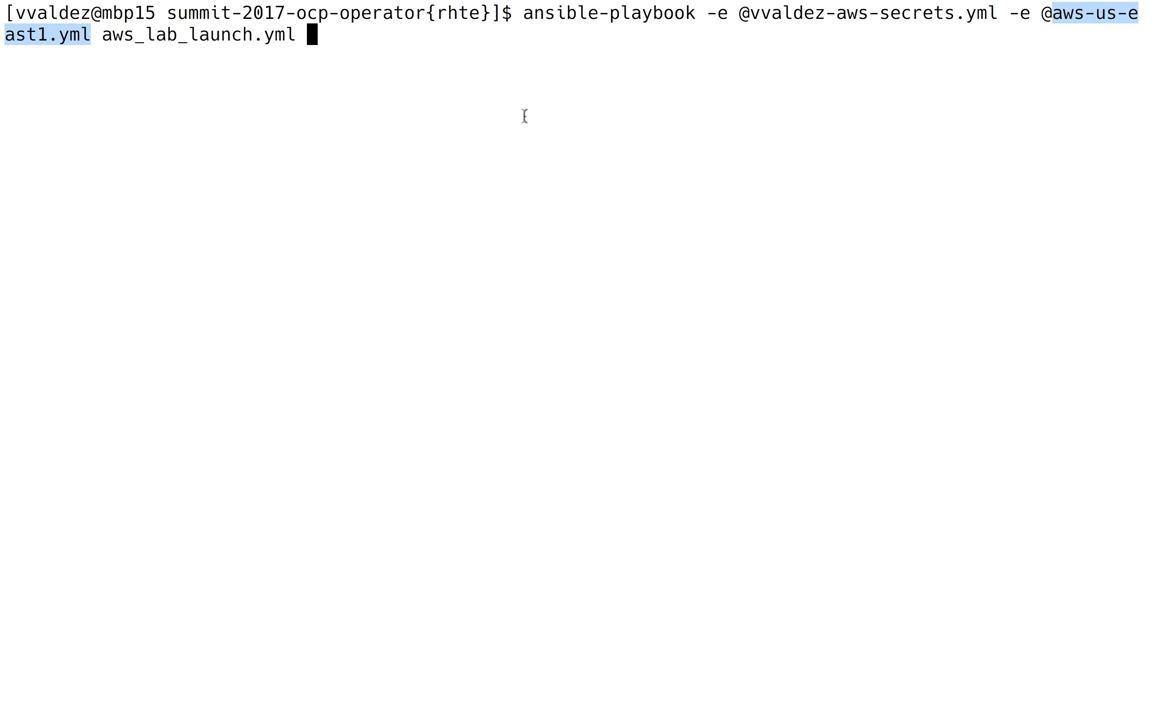 [vvaldez@mbp15 summit-2017-ocp-operator{rhte}]$ ansible-playbook -e @vvaldez-aws-secrets.yml -e @aws-us-e
ast1.yml aws_lab_launch.yml